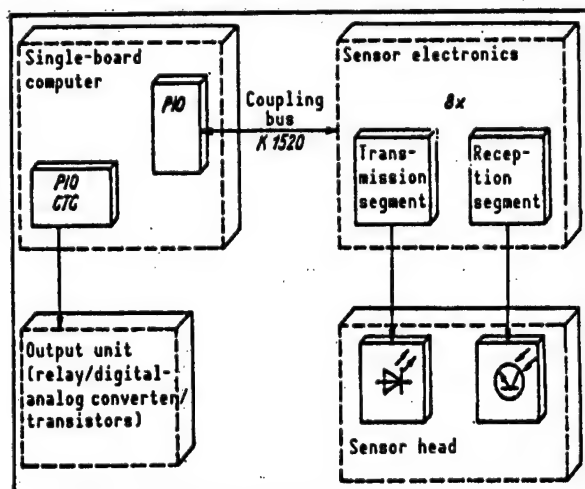 Single-board
computer
PIO
PIO
CTC
Coupling
bus
K 1520
Sensor electronics
8x
Trans-
mission
segment
Recep-
tion
segment
Output unit
(relay/digital-
analog converter/
transistors)
Sensor head